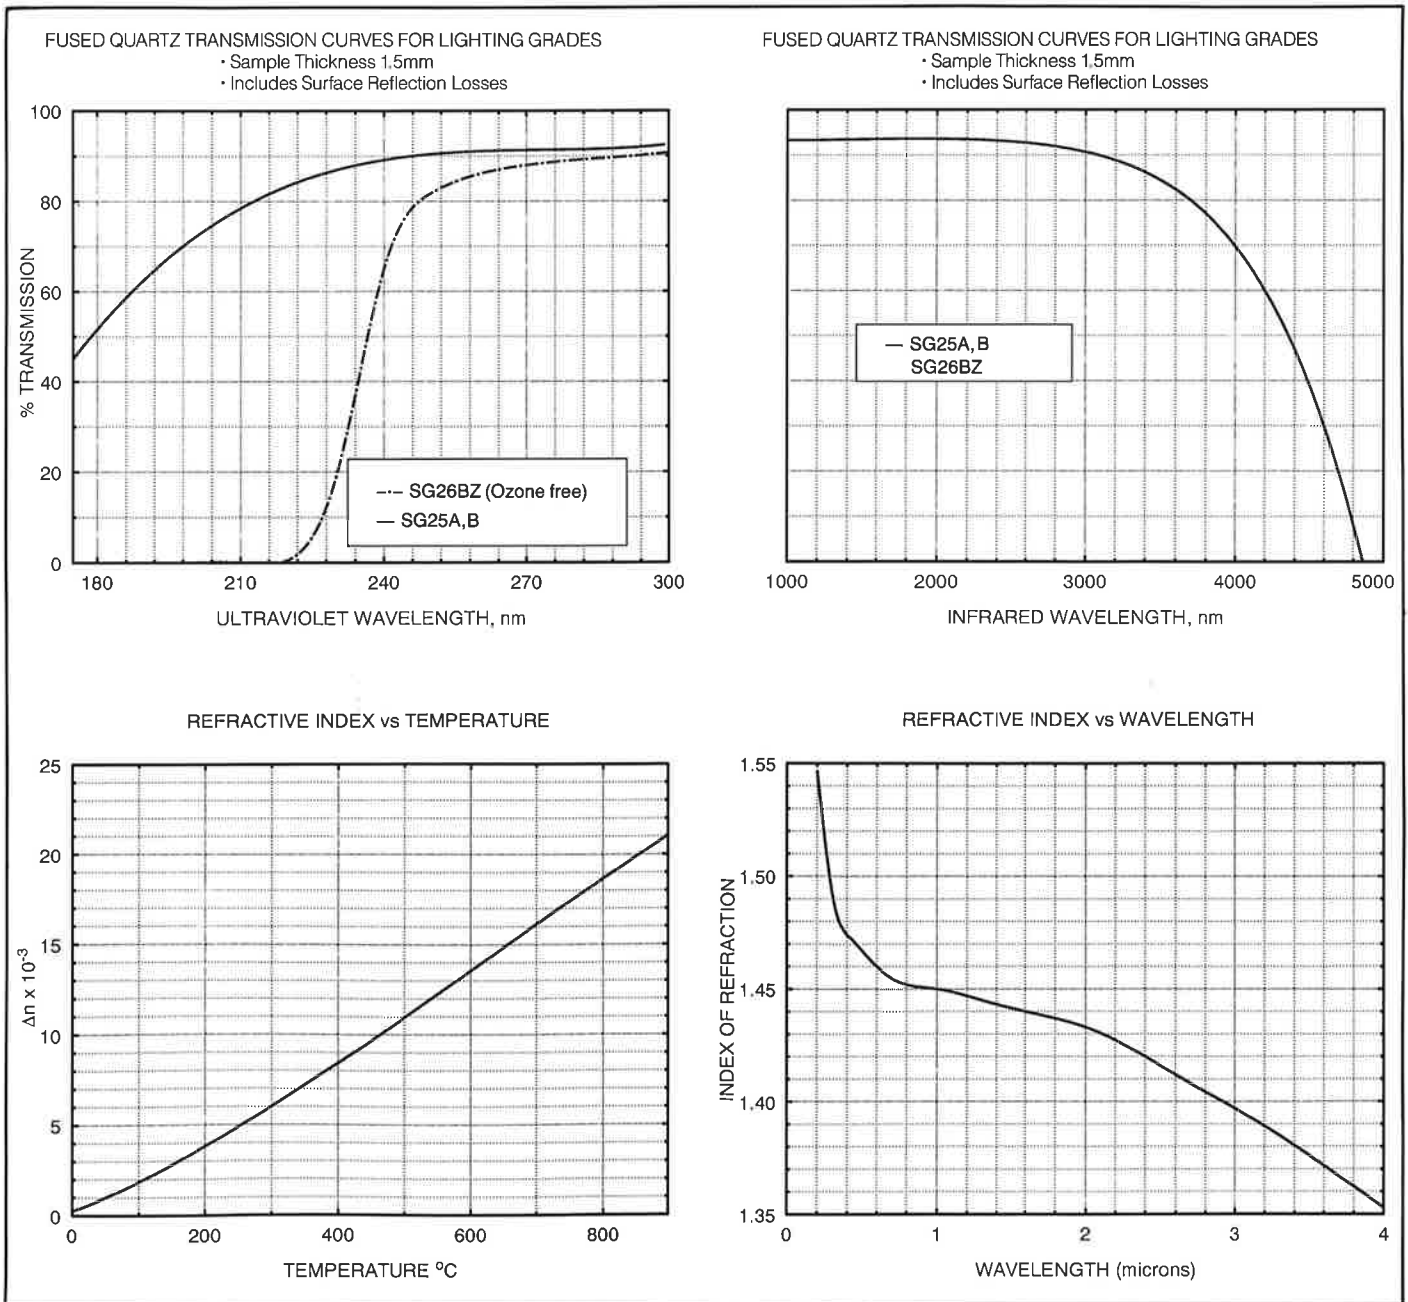 FUSED QUARTZ TRANSMISSION CURVES FOR LIGHTING GRADES
• Sample Thickness 1.5mm
• Includes Surface Reflection Losses
100
80
60
40
20
0
% TRANSMISSION
SG26BZ (Ozone free)
SG25A,B
180 210 240 270 300
ULTRAVIOLET WAVELENGTH, nm
FUSED QUARTZ TRANSMISSION CURVES FOR LIGHTING GRADES
• Sample Thickness 1.5mm
• Includes Surface Reflection Losses
SG25A,B
SG26BZ
1000 2000 3000 4000 5000
INFRARED WAVELENGTH, nm
REFRACTIVE INDEX vs TEMPERATURE
25
20
15
10
5
0
Δn x 10⁻³
0 200 400 600 800
TEMPERATURE °C
REFRACTIVE INDEX vs WAVELENGTH
1.55
1.50
1.45
1.40
1.35
INDEX OF REFRACTION
0 1 2 3 4
WAVELENGTH (microns)